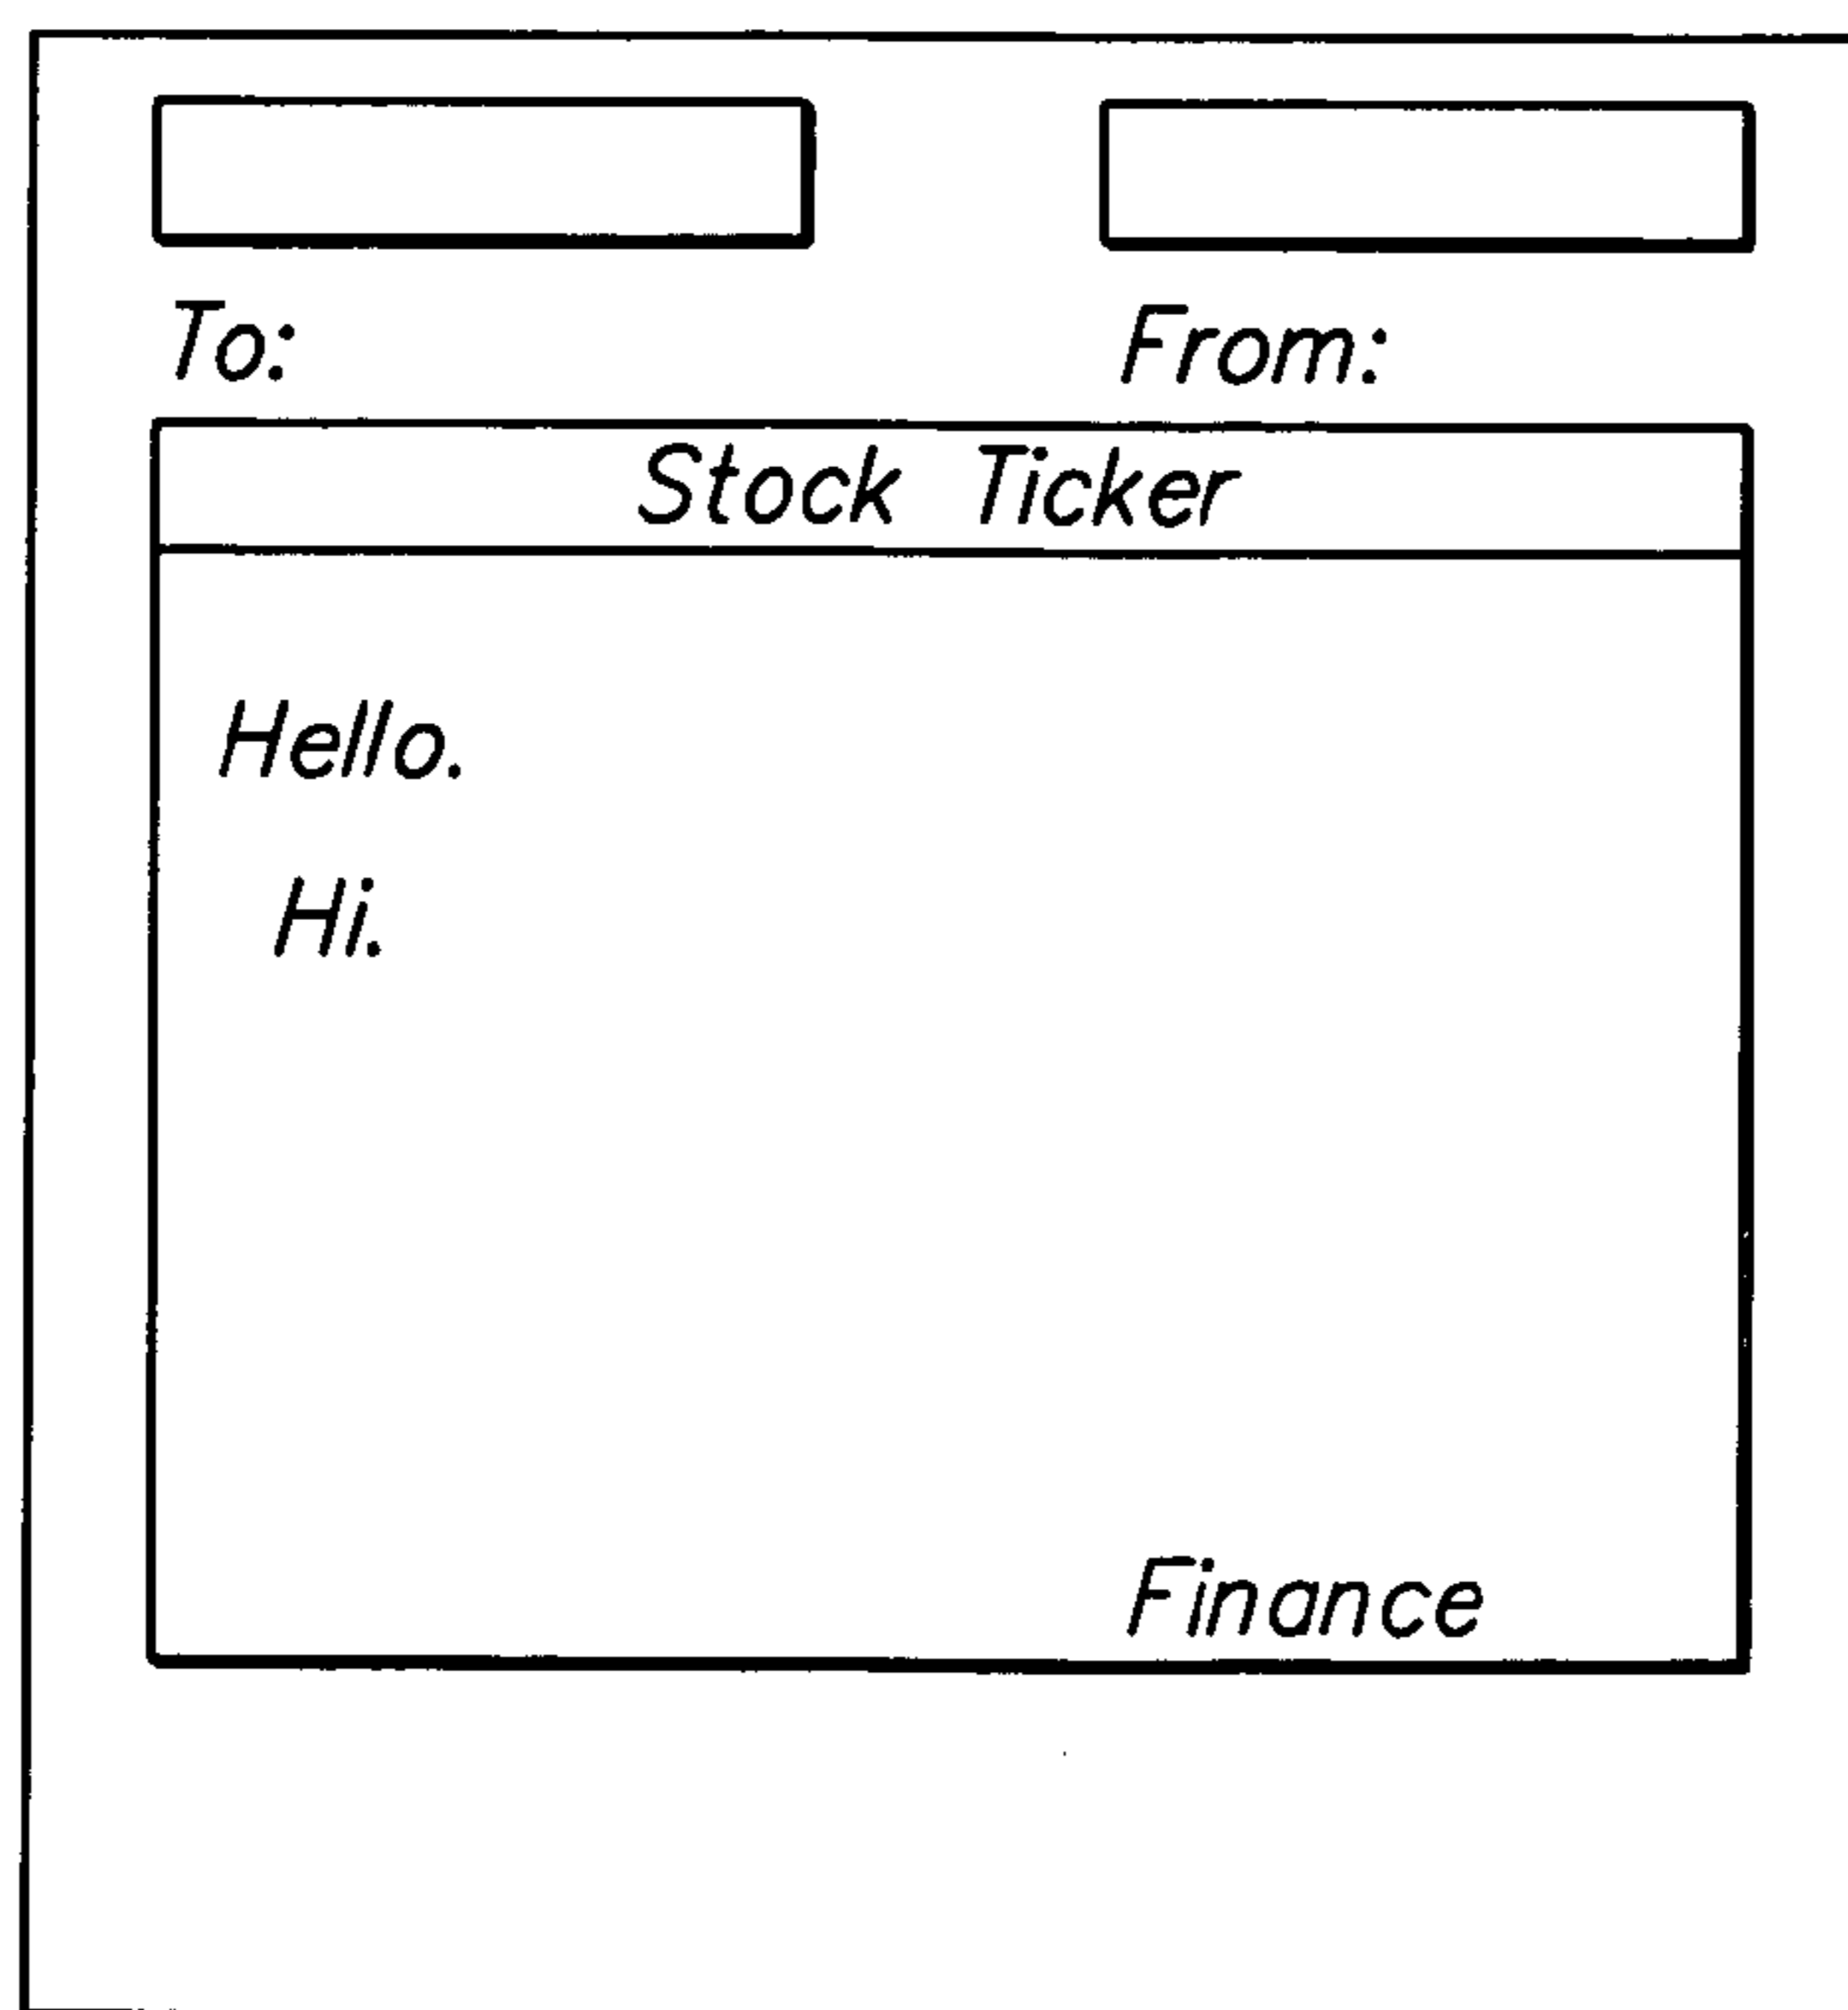 To: From:
Stock Ticker
Hello.
Hi.
Finance